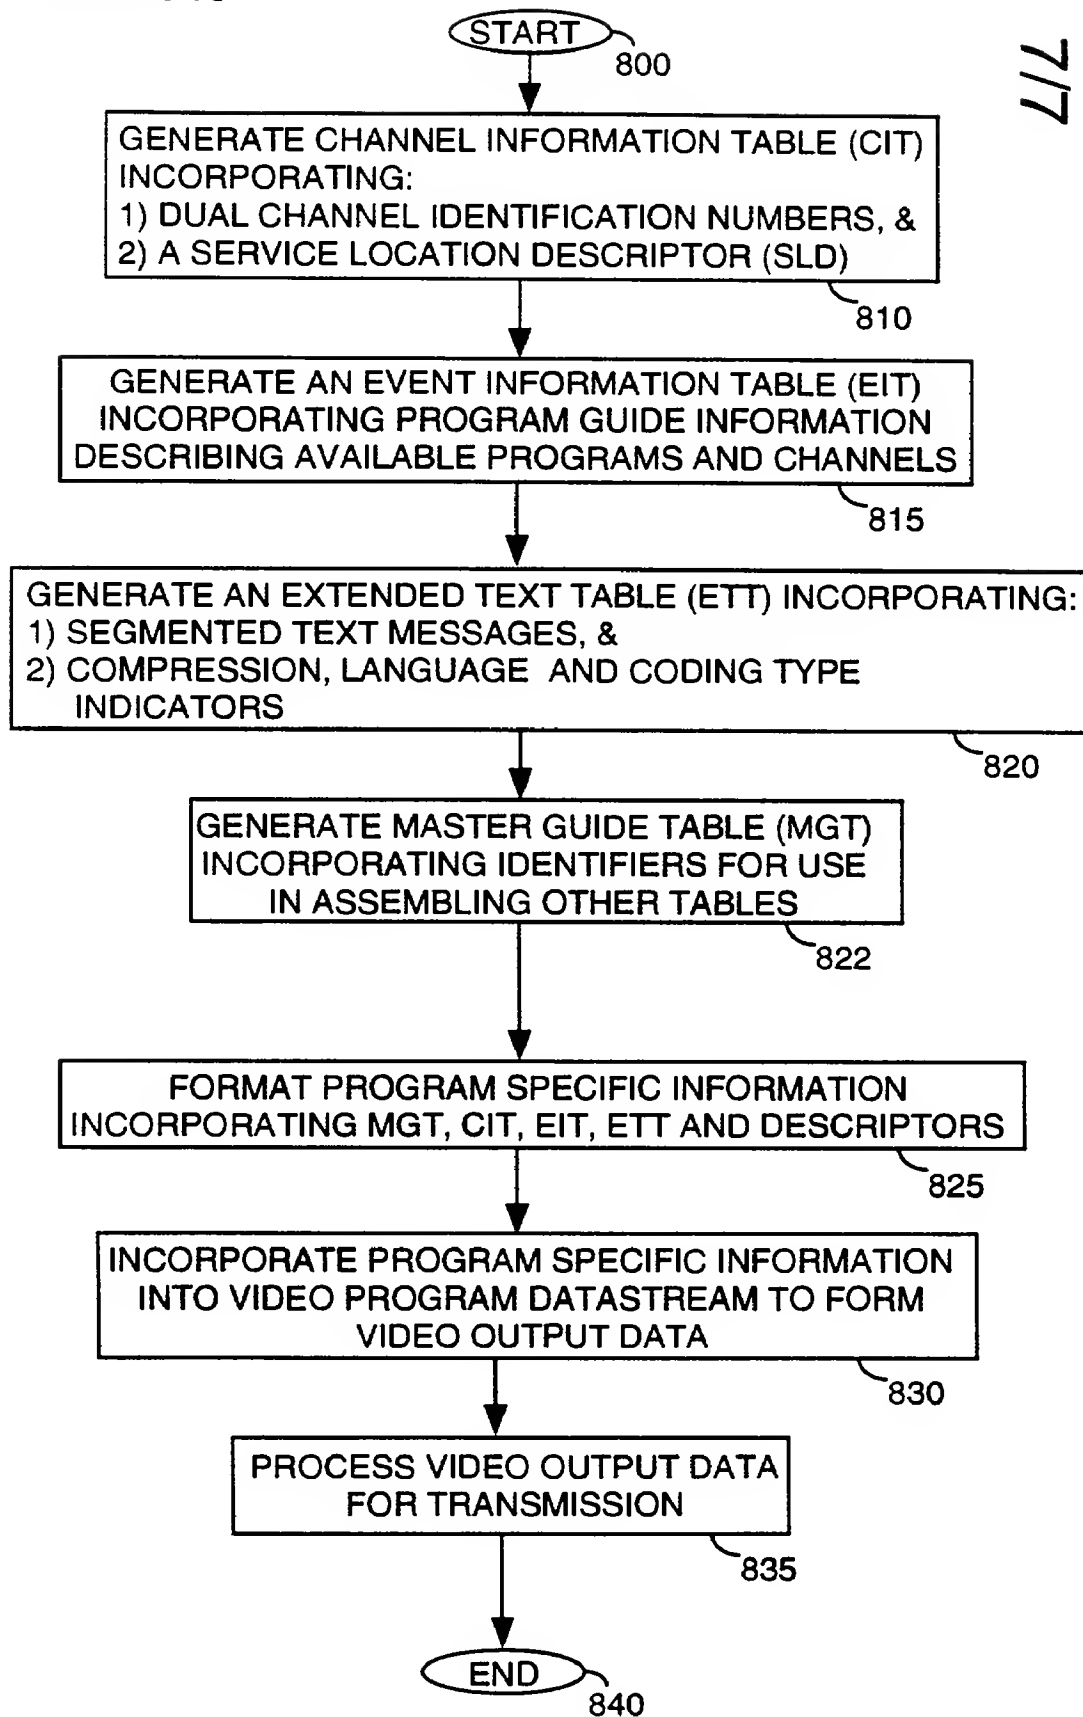 START
800
7/7
GENERATE CHANNEL INFORMATION TABLE (CIT)
INCORPORATING:
1) DUAL CHANNEL IDENTIFICATION NUMBERS, &
2) A SERVICE LOCATION DESCRIPTOR (SLD)
810
GENERATE AN EVENT INFORMATION TABLE (EIT)
INCORPORATING PROGRAM GUIDE INFORMATION
DESCRIBING AVAILABLE PROGRAMS AND CHANNELS
815
GENERATE AN EXTENDED TEXT TABLE (ETT) INCORPORATING:
1) SEGMENTED TEXT MESSAGES, &
2) COMPRESSION, LANGUAGE AND CODING TYPE
INDICATORS
820
GENERATE MASTER GUIDE TABLE (MGT)
INCORPORATING IDENTIFIERS FOR USE
IN ASSEMBLING OTHER TABLES
822
FORMAT PROGRAM SPECIFIC INFORMATION
INCORPORATING MGT, CIT, EIT, ETT AND DESCRIPTORS
825
INCORPORATE PROGRAM SPECIFIC INFORMATION
INTO VIDEO PROGRAM DATASTREAM TO FORM
VIDEO OUTPUT DATA
830
PROCESS VIDEO OUTPUT DATA
FOR TRANSMISSION
835
END
840